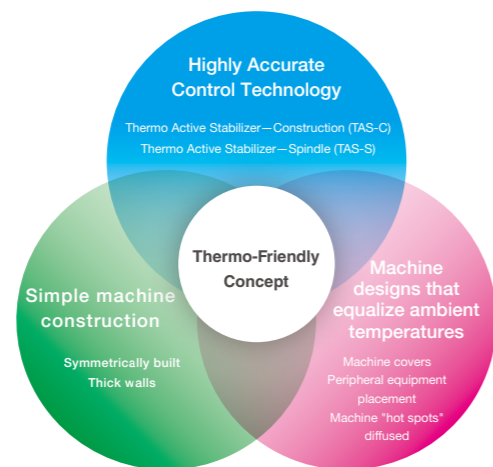 Highly Accurate
Control Technology
Thermo Active Stabilizer—Construction (TAS-C)
Thermo Active Stabilizer—Spindle (TAS-S)
Thermo-Friendly
Concept
Simple machine
construction
Symmetrically built
Thick walls
Machine
designs that
equalize ambient
temperatures
Machine covers
Peripheral equipment
placement
Machine "hot spots"
diffused